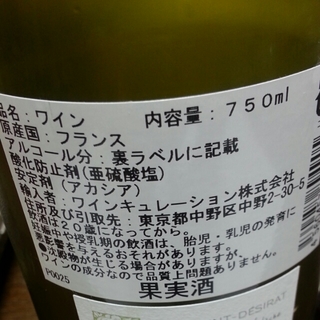 品名：ワイン 内容量：750ml
原産国：フランス
アルコール分：裏ラベルに記載
酸化防止剤（亜硫酸塩）
安定剤（アカシア）
輸入者：ワインキュレーション株式会社
住所及び引取先：東京都中野区中野2-30-5
飲酒は20歳になってから。
妊娠中や授乳期の飲酒は、胎児・乳児の発育に
悪影響を与えるおそれがあります。
沈殿物が生じる場合がありますが、
ワインの成分なので品質上問題ありません。
P0025
果実酒
NT-DÉSIRAT